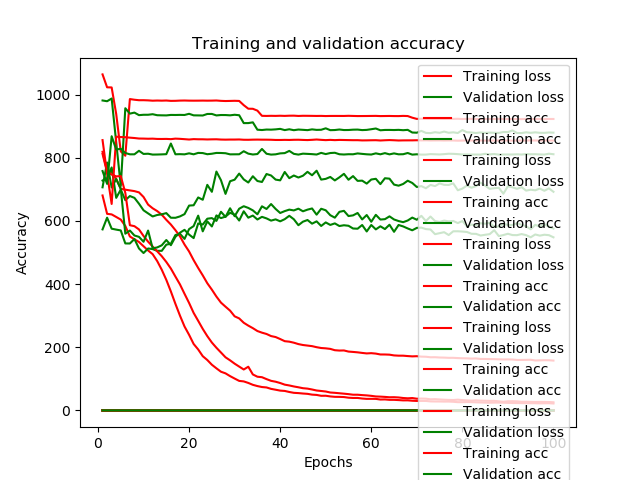 Training and validation accuracy
Accuracy
1000
800
600
400
200
0
0
20
40
60
80
100
Epochs
Training loss
Validation loss
Training acc
Validation acc
Training loss
Validation loss
Training acc
Validation acc
Training loss
Validation loss
Training acc
Validation acc
Training loss
Validation loss
Training acc
Validation acc
Training loss
Validation loss
Training acc
Validation acc